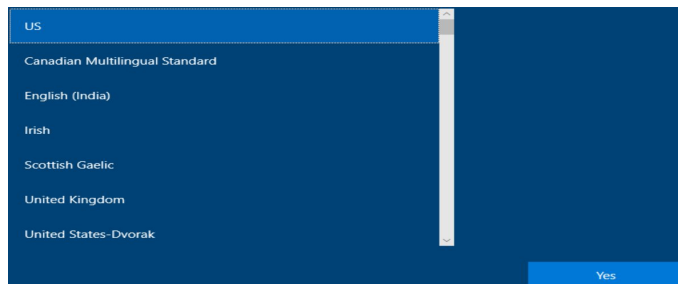 US
Canadian Multilingual Standard
English (India)
Irish
Scottish Gaelic
United Kingdom
United States-Dvorak
Yes